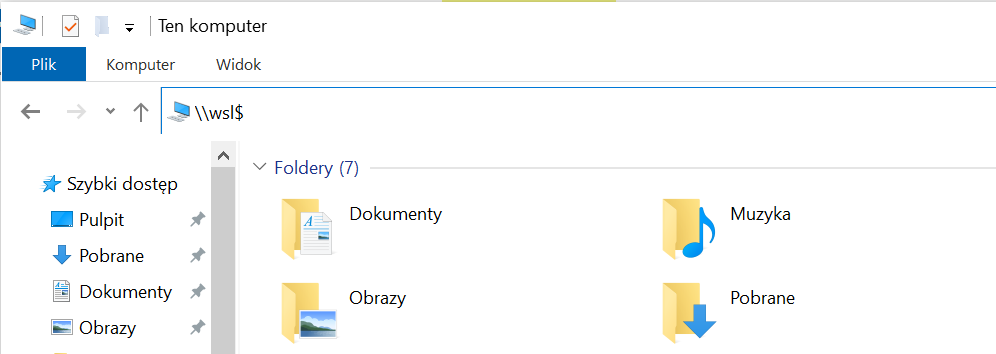 Ten komputer
Plik Komputer Widok
\\wsl$
Szybki dostęp
Pulpit
Pobrane
Dokumenty
Obrazy
Foldery (7)
Dokumenty Muzyka
Obrazy Pobrane